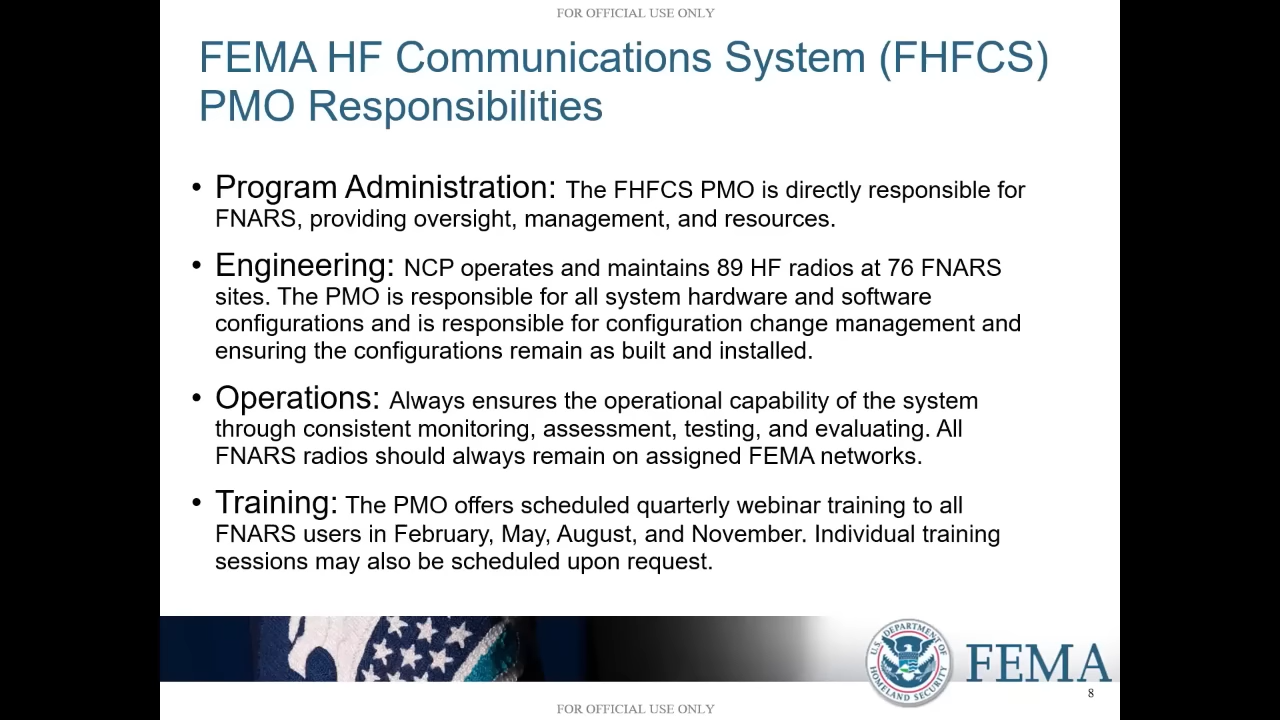 FOR OFFICIAL USE ONLY
FEMA HF Communications System (FHFCS)
PMO Responsibilities
• Program Administration: The FHFCS PMO is directly responsible for
FNARS, providing oversight, management, and resources.
• Engineering: NCP operates and maintains 89 HF radios at 76 FNARS
sites. The PMO is responsible for all system hardware and software
configurations and is responsible for configuration change management and
ensuring the configurations remain as built and installed.
• Operations: Always ensures the operational capability of the system
through consistent monitoring, assessment, testing, and evaluating. All
FNARS radios should always remain on assigned FEMA networks.
• Training: The PMO offers scheduled quarterly webinar training to all
FNARS users in February, May, August, and November. Individual training
sessions may also be scheduled upon request.
U.S. DEPARTMENT OF
HOMELAND SECURITY
FEMA
8
FOR OFFICIAL USE ONLY